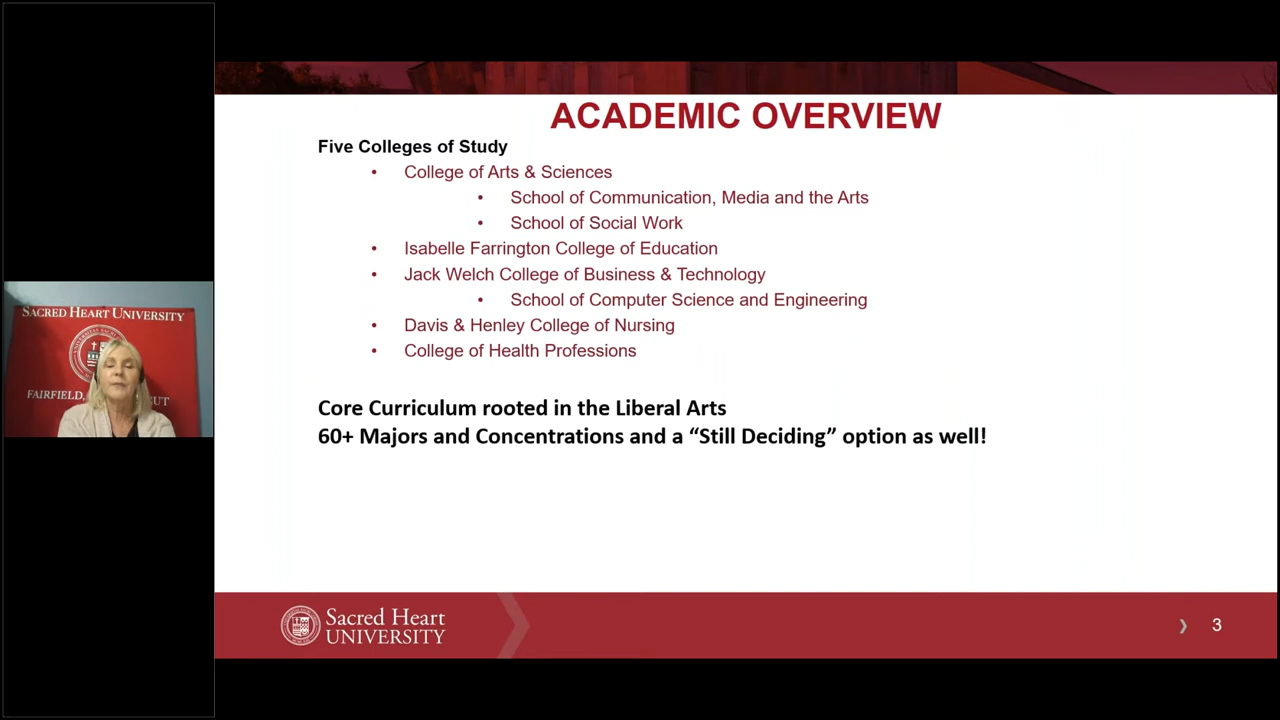 ACADEMIC OVERVIEW
Five Colleges of Study
• College of Arts & Sciences
• School of Communication, Media and the Arts
• School of Social Work
• Isabelle Farrington College of Education
• Jack Welch College of Business & Technology
• School of Computer Science and Engineering
• Davis & Henley College of Nursing
• College of Health Professions
Core Curriculum rooted in the Liberal Arts
60+ Majors and Concentrations and a “Still Deciding” option as well!
SACRED HEART UNIVERSITY
FAIRFIELD,
CUT
Sacred Heart
UNIVERSITY
3